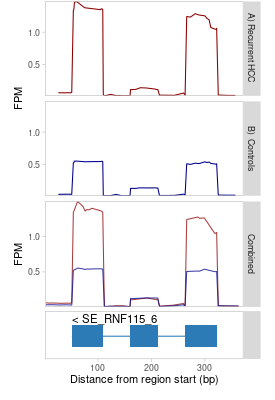 A) Recurrent HCC
1.0
0.5
FPM
B) Controls
1.0
0.5
Combined
1.0
0.5
FPM
< SE_RNF115_6
100
200
300
Distance from region start (bp)